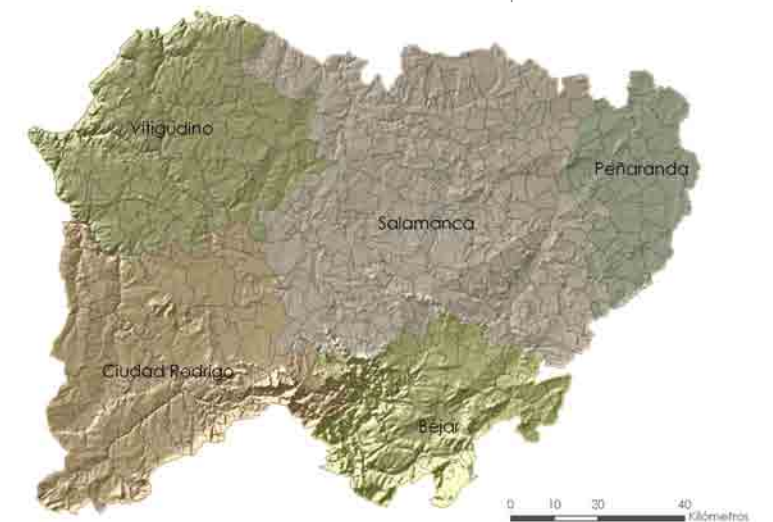 Vitigudino
Peñaranda
Salamanca
Ciudad Rodrigo
Béjar
0 10 20 40
Kilómetros